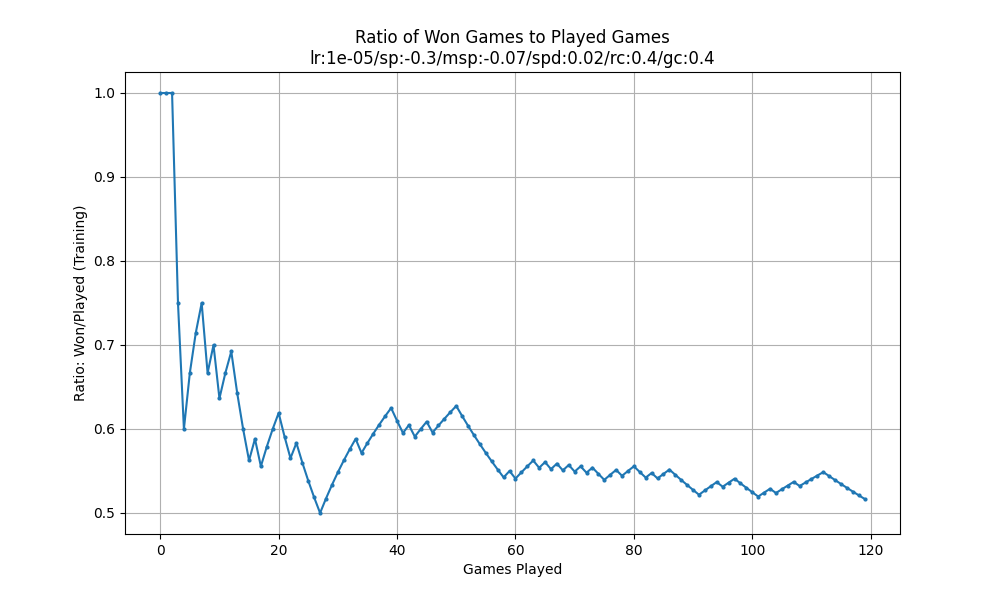 Ratio of Won Games to Played Games
lr:1e-05/sp:-0.3/msp:-0.07/spd:0.02/rc:0.4/gc:0.4
Ratio: Won/Played (Training)
1.0
0.9
0.8
0.7
0.6
0.5
0 20 40 60 80 100 120
Games Played